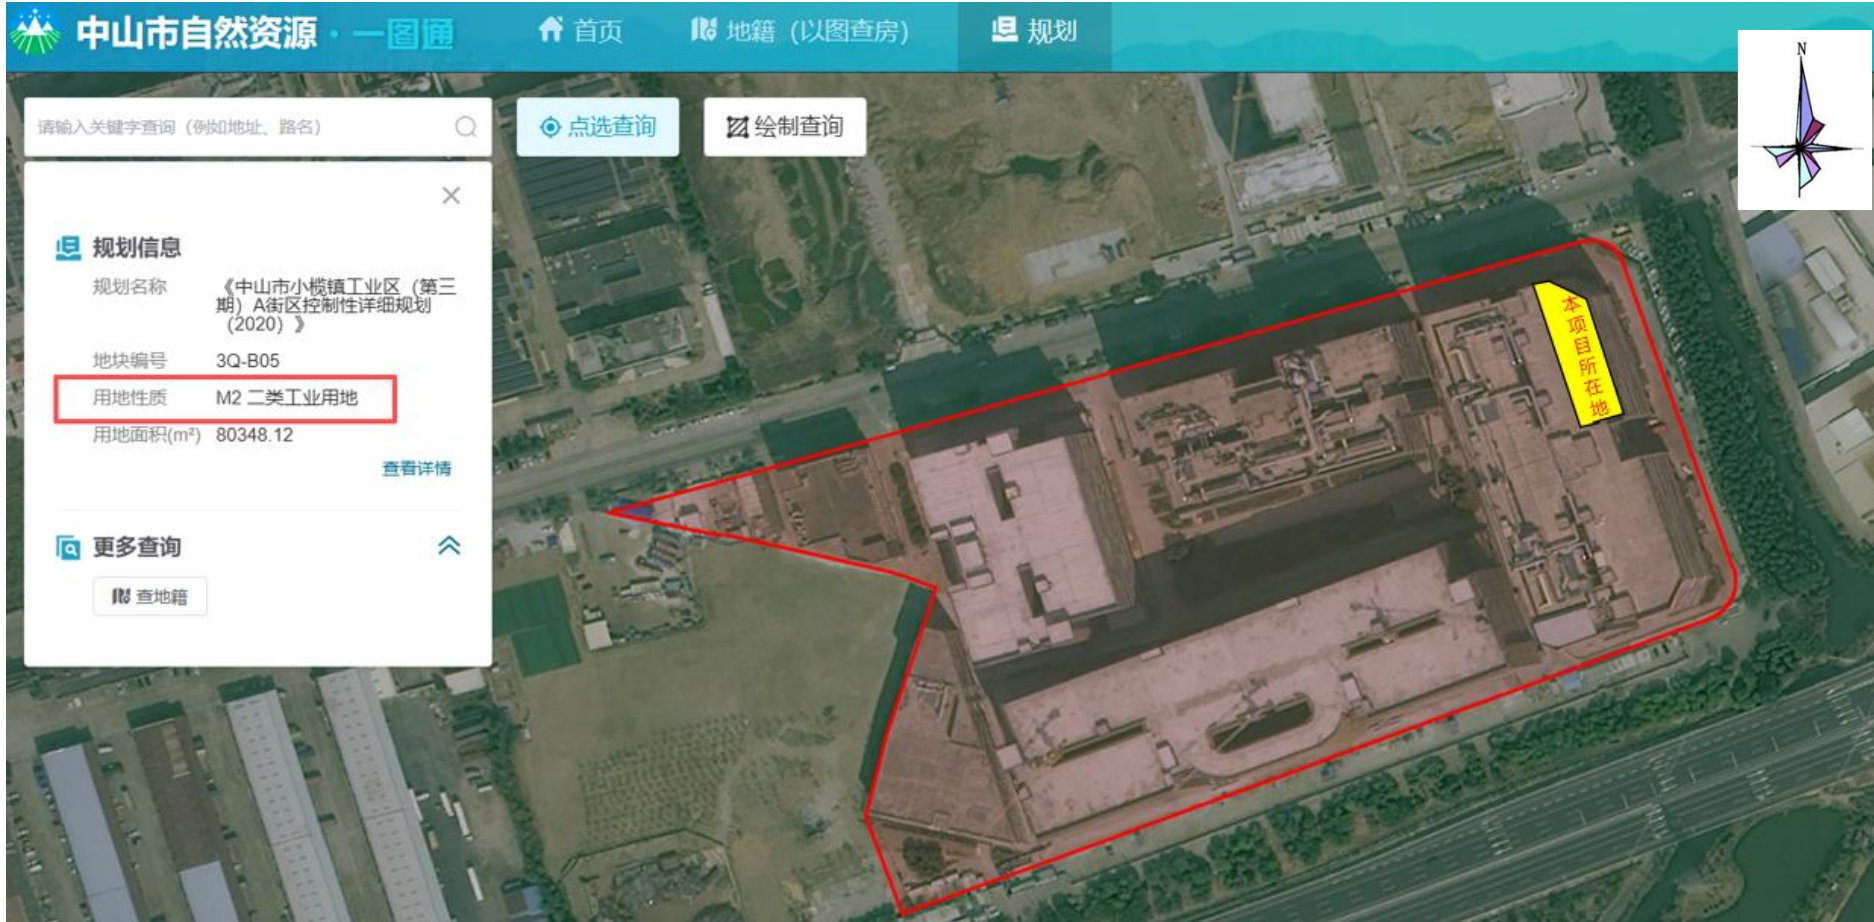 中山市自然资源·一图通
首页
地籍（以图查房）
规划
N
请输入关键字查询（例如地址、路名）
点选查询
绘制查询
规划信息
规划名称
《中山市小榄镇工业区（第三
期）A街区控制性详细规划
（2020）》
地块编号 3Q-B05
用地性质 M2 二类工业用地
用地面积(m²) 80348.12
查看详情
更多查询
查地籍
本项目所在地